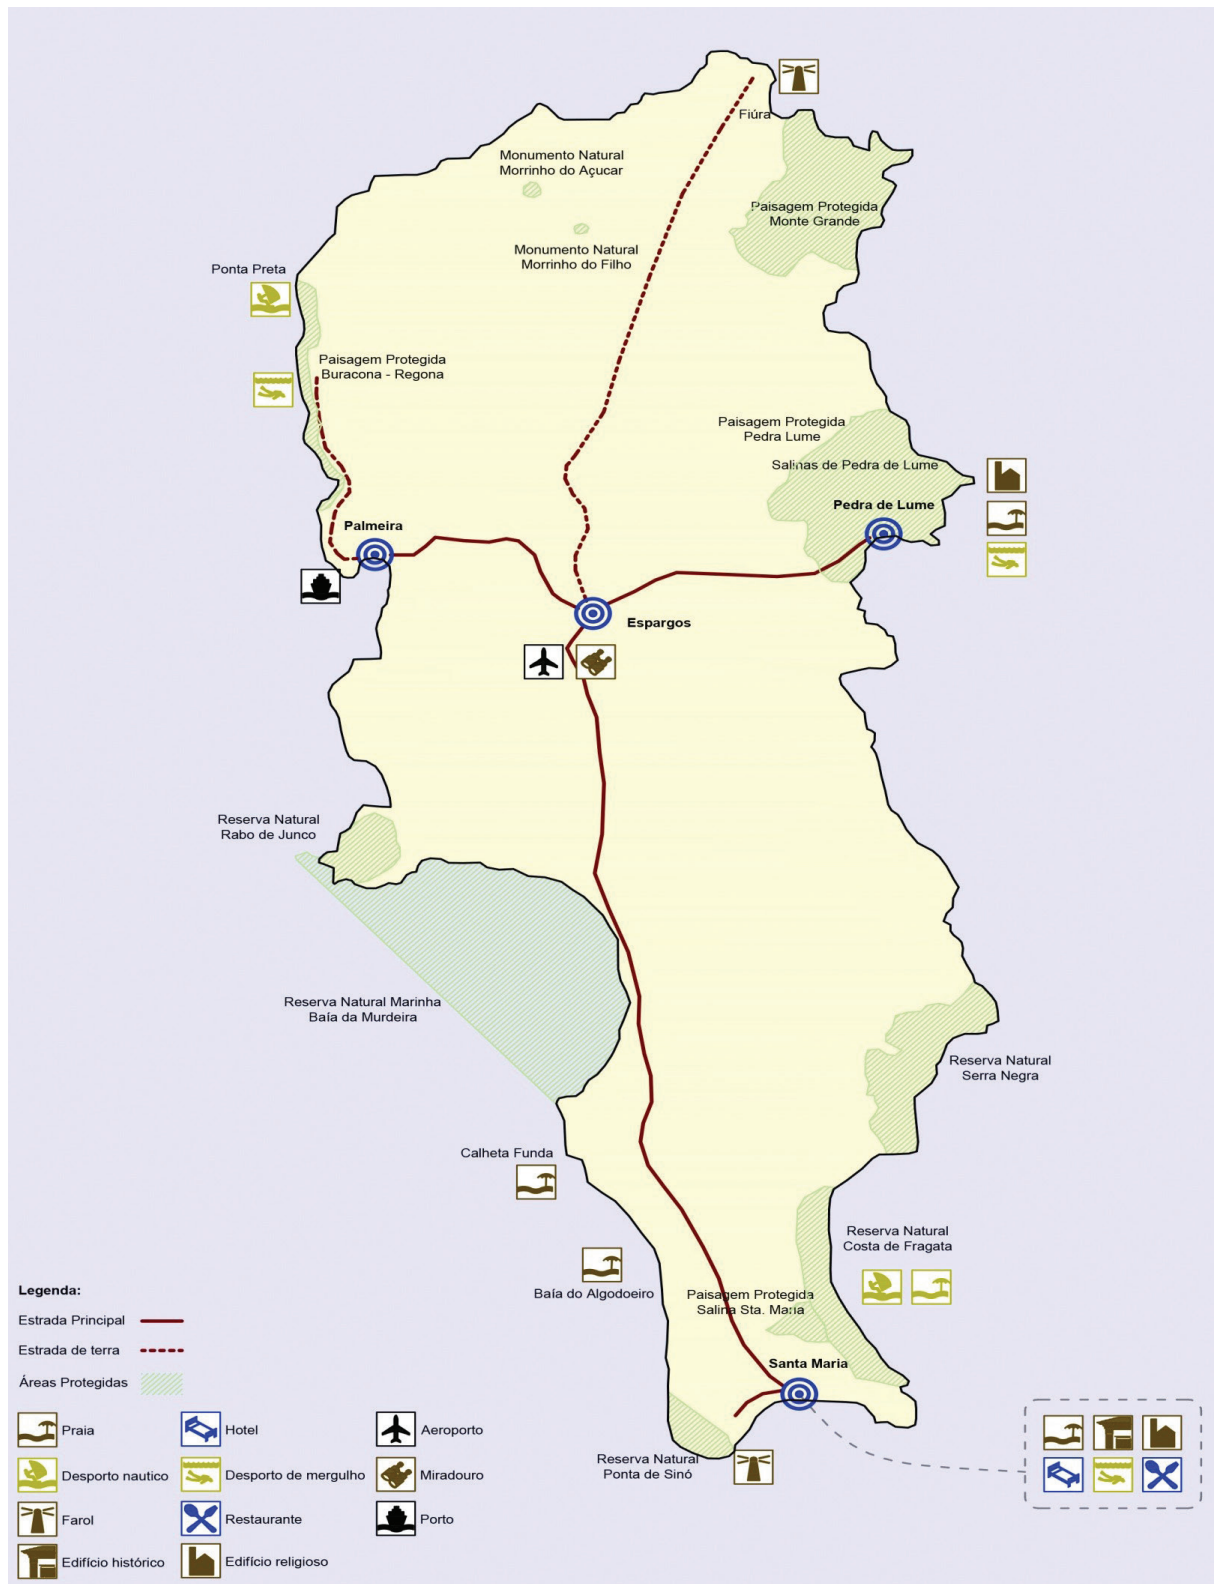 Fiúra
Monumento Natural
Morrinho do Açucar
Paisagem Protegida
Monte Grande
Monumento Natural
Morrinho do Filho
Ponta Preta
Paisagem Protegida
Buracona - Regona
Paisagem Protegida
Pedra Lume
Salinas de Pedra de Lume
Pedra de Lume
Palmeira
Espargos
Reserva Natural
Rabo de Junco
Reserva Natural Marinha
Baía da Murdeira
Reserva Natural
Serra Negra
Calheta Funda
Reserva Natural
Costa de Fragata
Baía do Algodoeiro
Paisagem Protegida
Salina Sta. Maria
Santa Maria
Reserva Natural
Ponta de Sinó
Legenda:
Estrada Principal
Estrada de terra
Áreas Protegidas
Praia
Hotel
Aeroporto
Desporto nautico
Desporto de mergulho
Miradouro
Farol
Restaurante
Porto
Edifício histórico
Edifício religioso